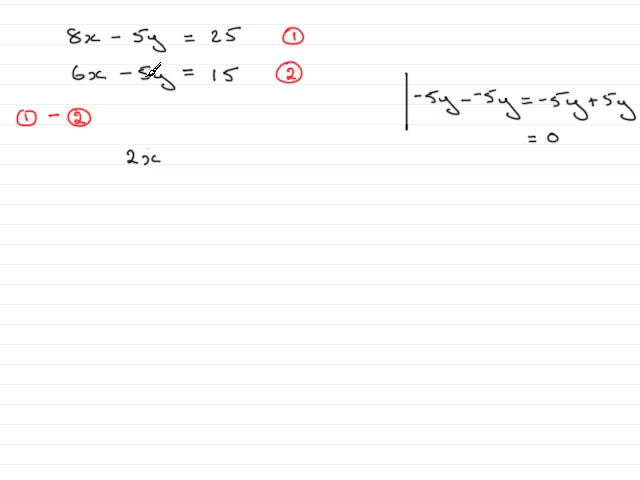 8x - 5y = 25 ①
6x - 5y = 15 ②
-5y - -5y = -5y + 5y
= 0
① - ②
2x